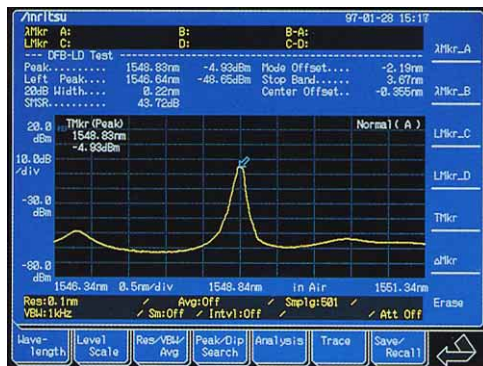 Anritsu 97-01-28 15:17
λMkr A: B: B-A:
LMkr C: D: C-D:
λMkr_A
--- DFB-LD Test ---
Peak......... 1548.83nm -4.93dBm Mode Offset.... -2.19nm
Left Peak.... 1546.64nm -48.65dBm Stop Band..... 3.67nm
20dB Width.... 0.22nm Center Offset.. -0.355nm
λMkr_B
SMSR......... 43.72dB
20.0 dBm
TMkr(Peak)
1548.83nm
-4.93dBm
Normal( A )
LMkr_C
10.0dB
/div
LMkr_D
-30.0
dBm
TMkr
-80.0
dBm
ΔMkr
1546.34nm 0.5nm/div 1548.84nm in Air 1551.34nm
Res:0.1nm / Avg:Off / Smplg:501 /
VBW:1kHz / Sm:Off / Intvl:Off / Att Off
Erase
Wave-
length
Level
Scale
Res/VBW/
Avg
Peak/Dip
Search
Analysis
Trace
Save/
Recall